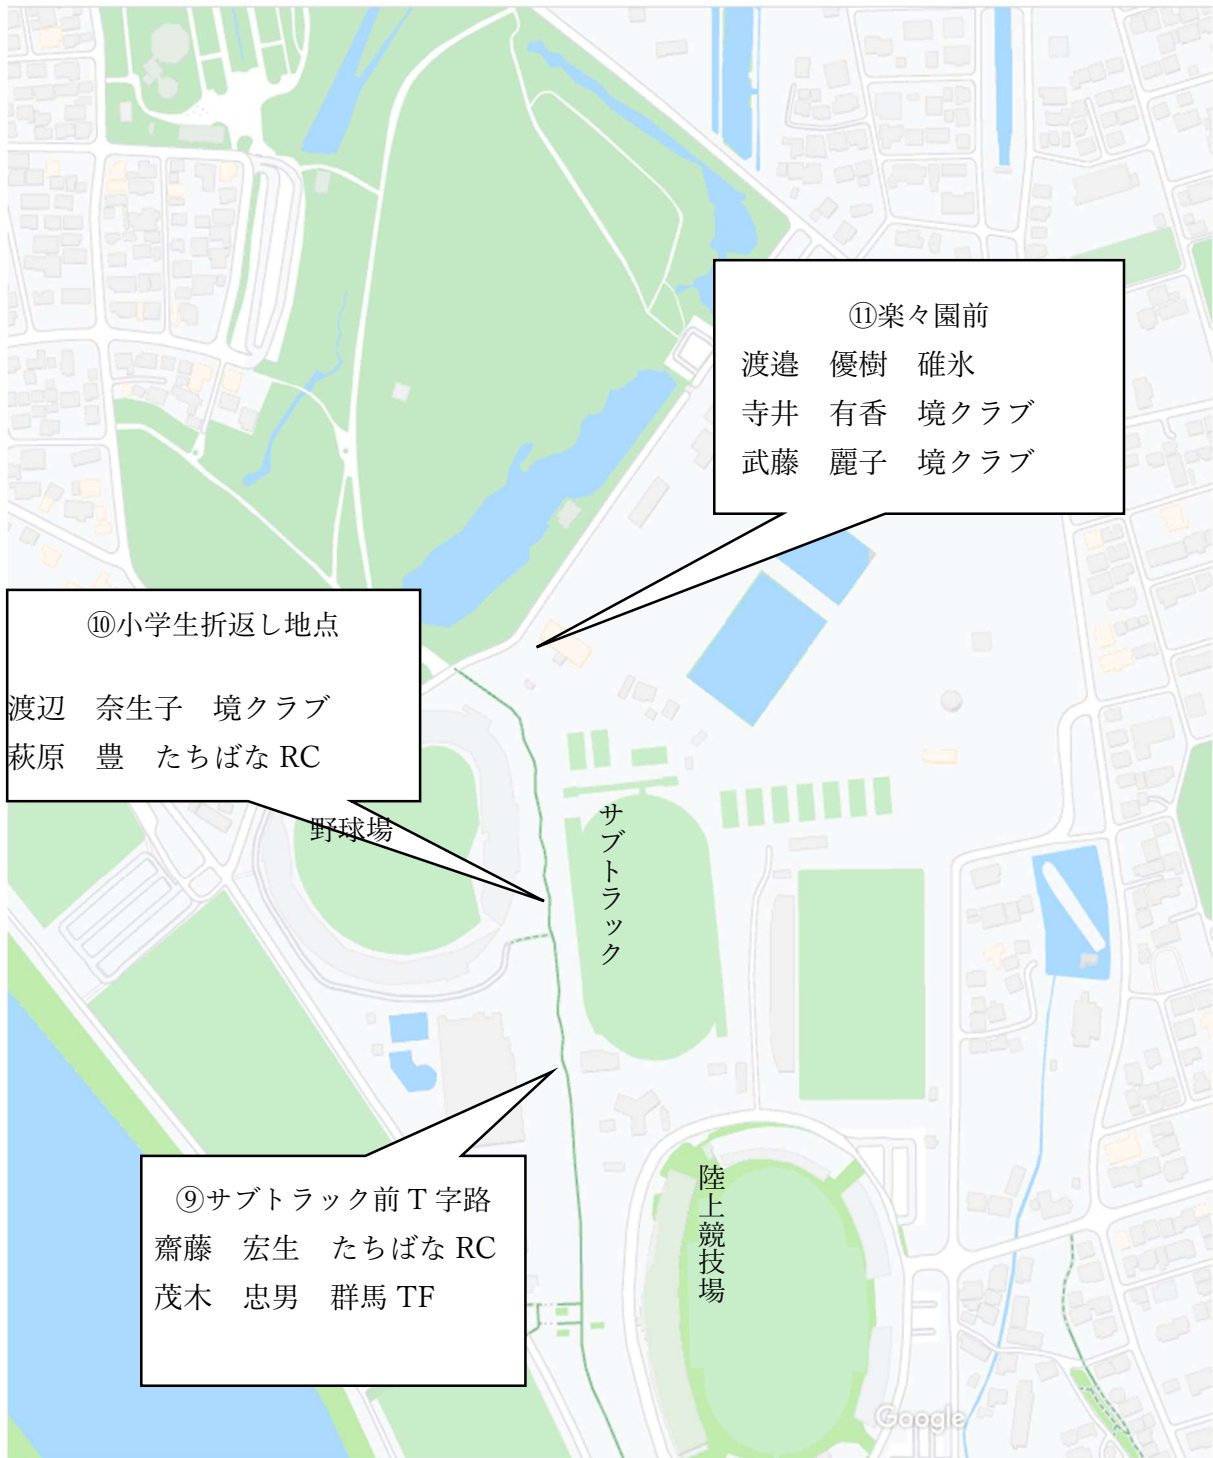 ⑪楽々園前
渡邉　優樹　碓氷
寺井　有香　境クラブ
武藤　麗子　境クラブ
⑩小学生折返し地点
渡辺　奈生子　境クラブ
萩原　豊　たちばな RC
野球場
サブトラック
⑨サブトラック前 T 字路
齋藤　宏生　たちばな RC
茂木　忠男　群馬 TF
陸上競技場
Google